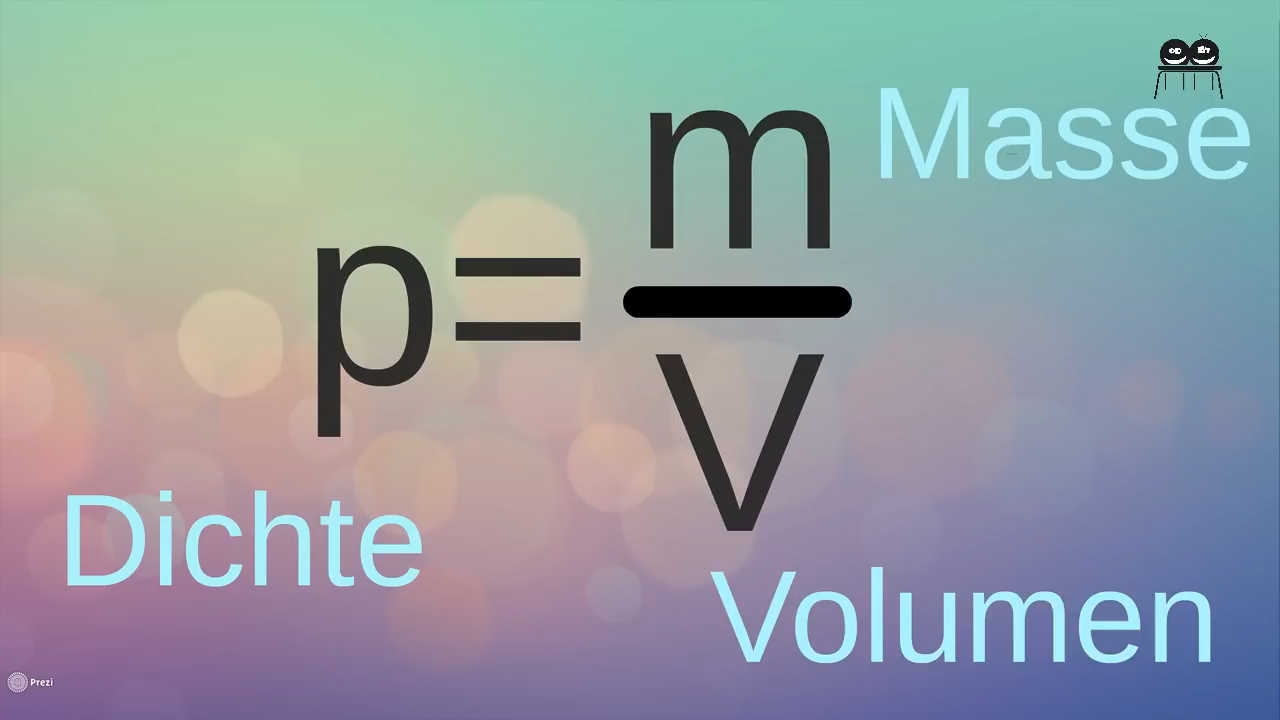 m
Masse
p=
V
Dichte
Volumen
Prezi